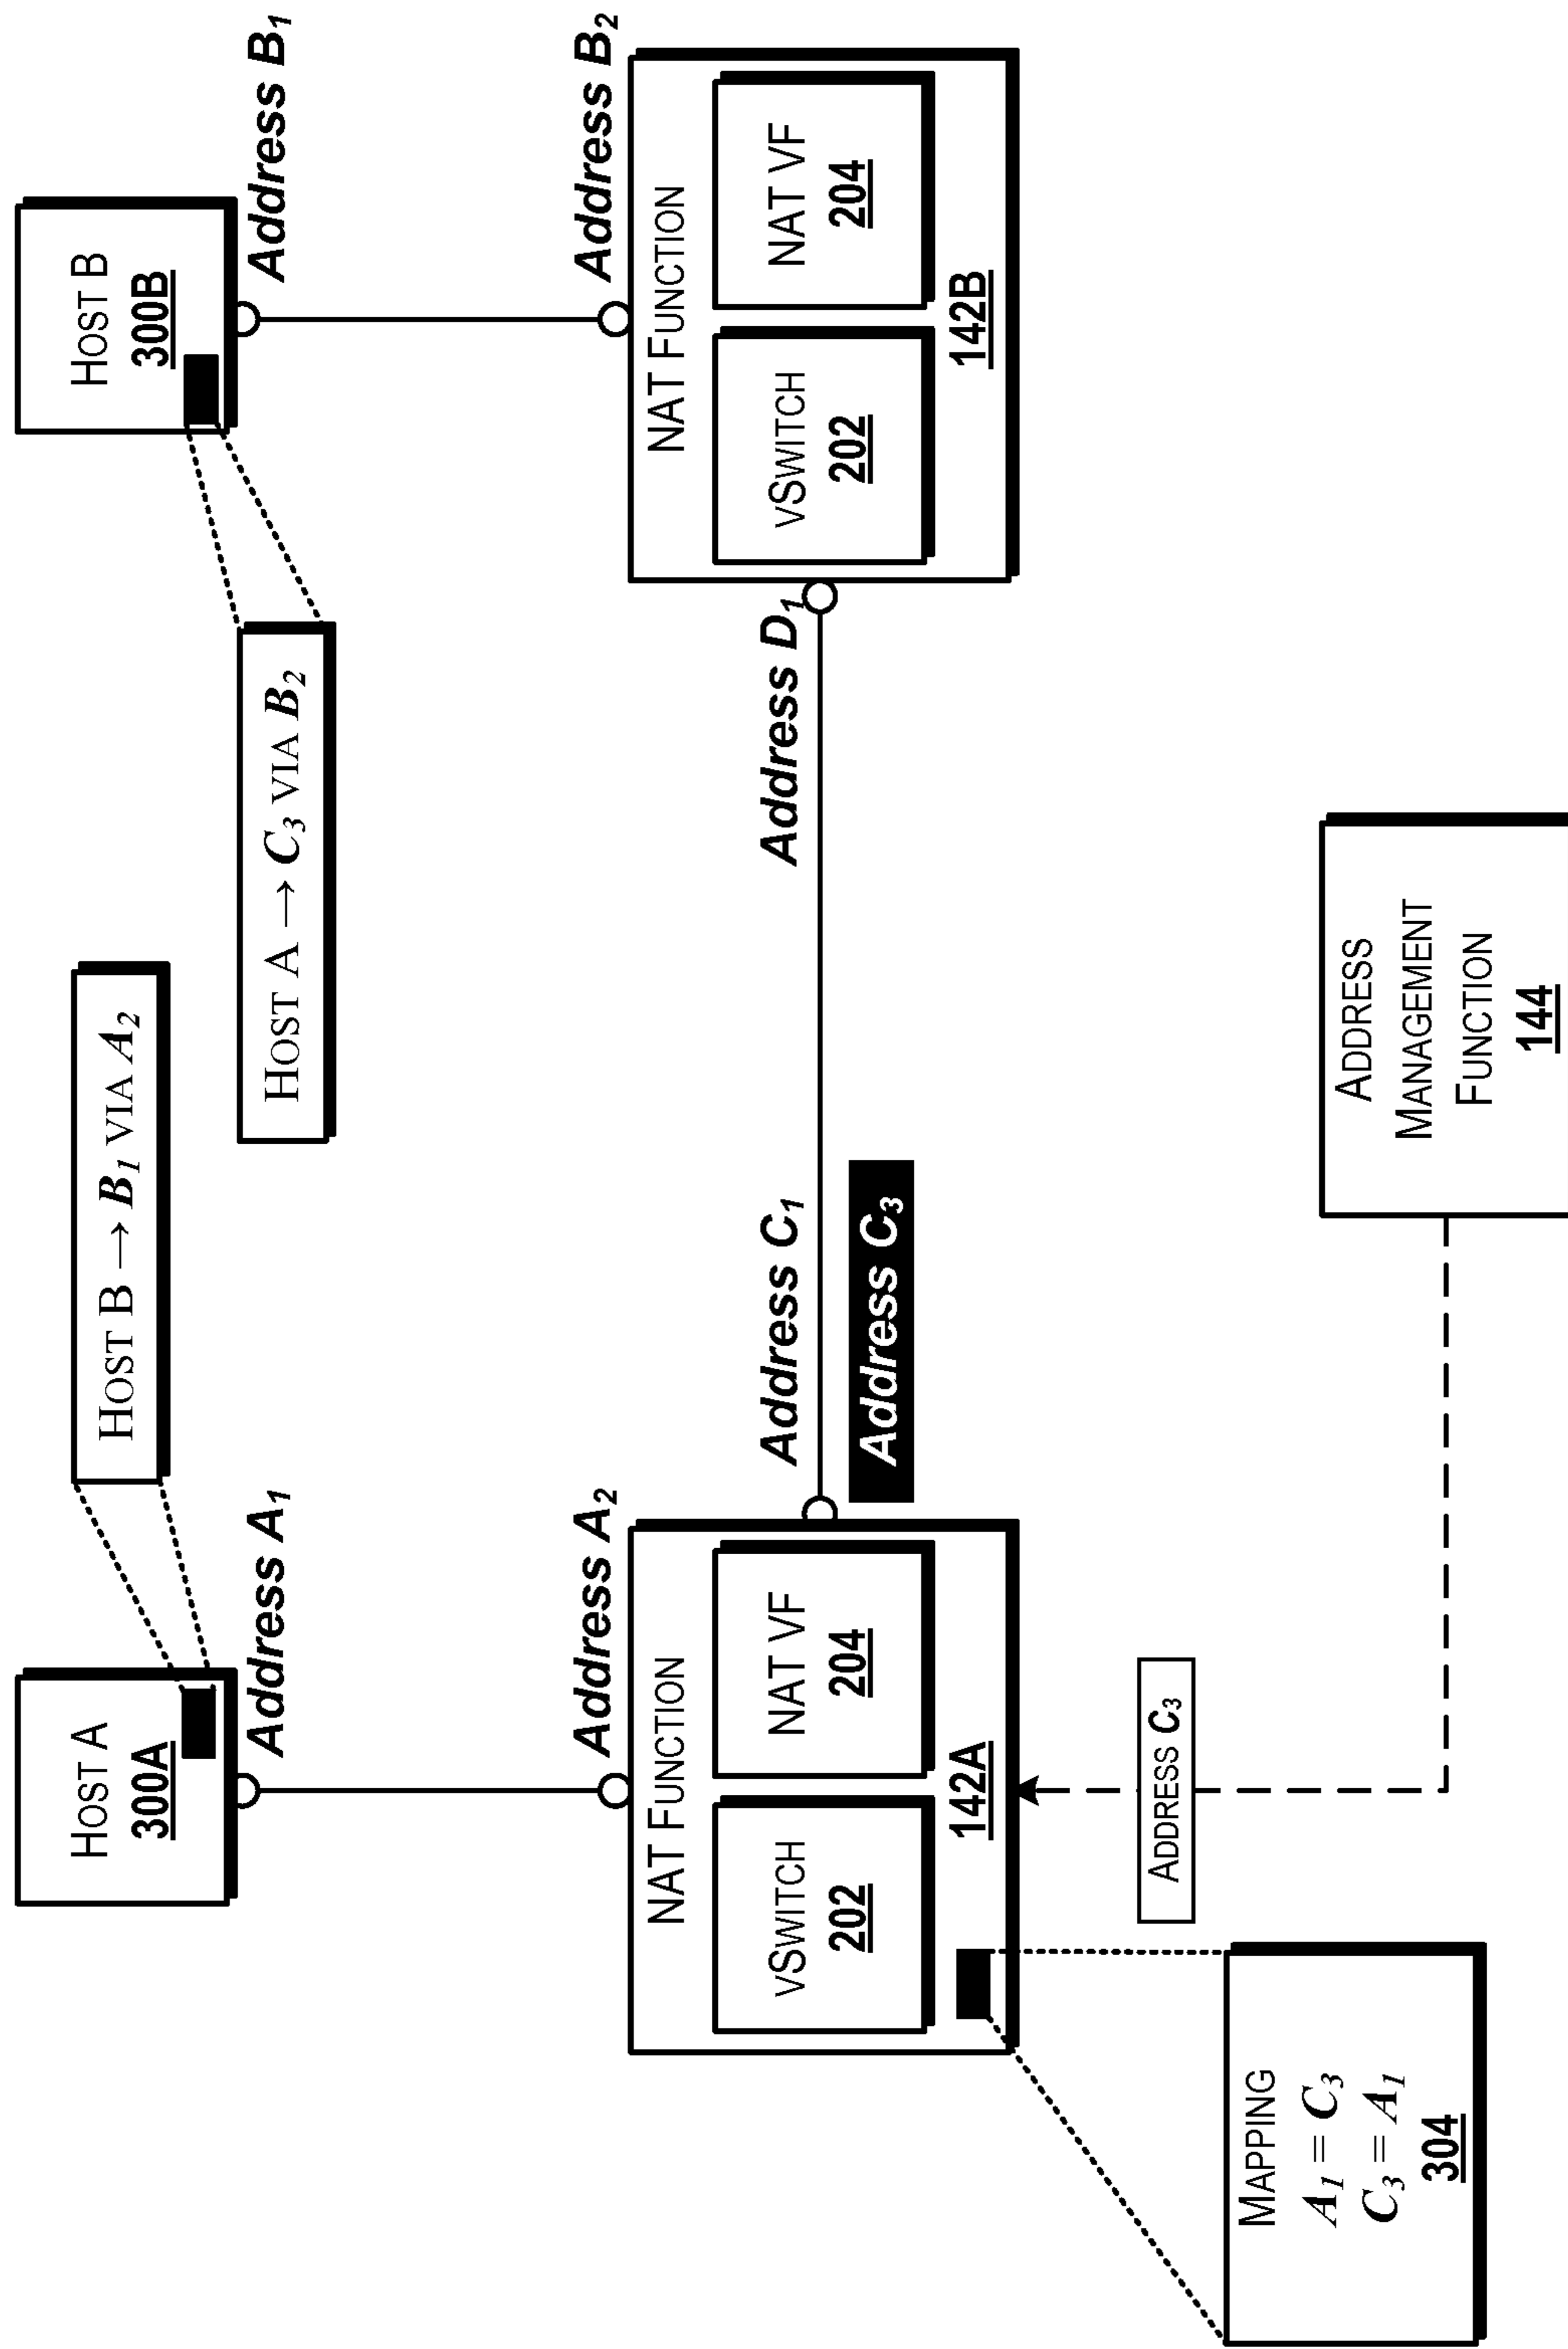 HOST A
300A
Address A₁
HOST B → B₁ VIA A₂
HOST B
300B
Address B₁
HOST A → C₃ VIA B₂
Address A₂
NAT FUNCTION
VSWITCH
202
NAT VF
204
142A
Address C₁
Address C₃
Address D₁
Address B₂
NAT FUNCTION
VSWITCH
202
NAT VF
204
142B
MAPPING
A₁ = C₃
C₃ = A₁
304
ADDRESS C₃
ADDRESS
MANAGEMENT
FUNCTION
144